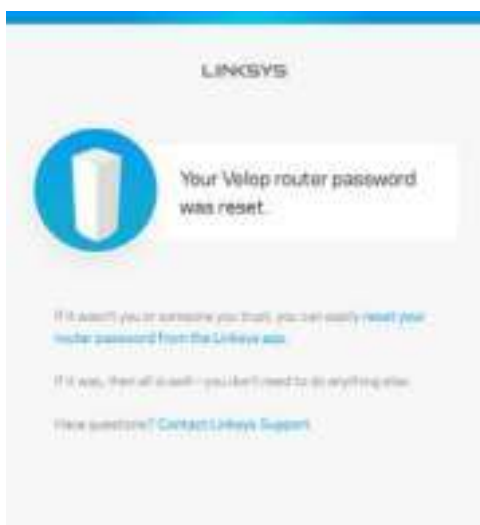 LINKSYS
Your Velop router password
was reset.
If it wasn't you or someone you trust, you can easily reset your
router password from the Linksys app.
If it was, then all is well - you don't need to do anything else.
Have questions? Contact Linksys Support